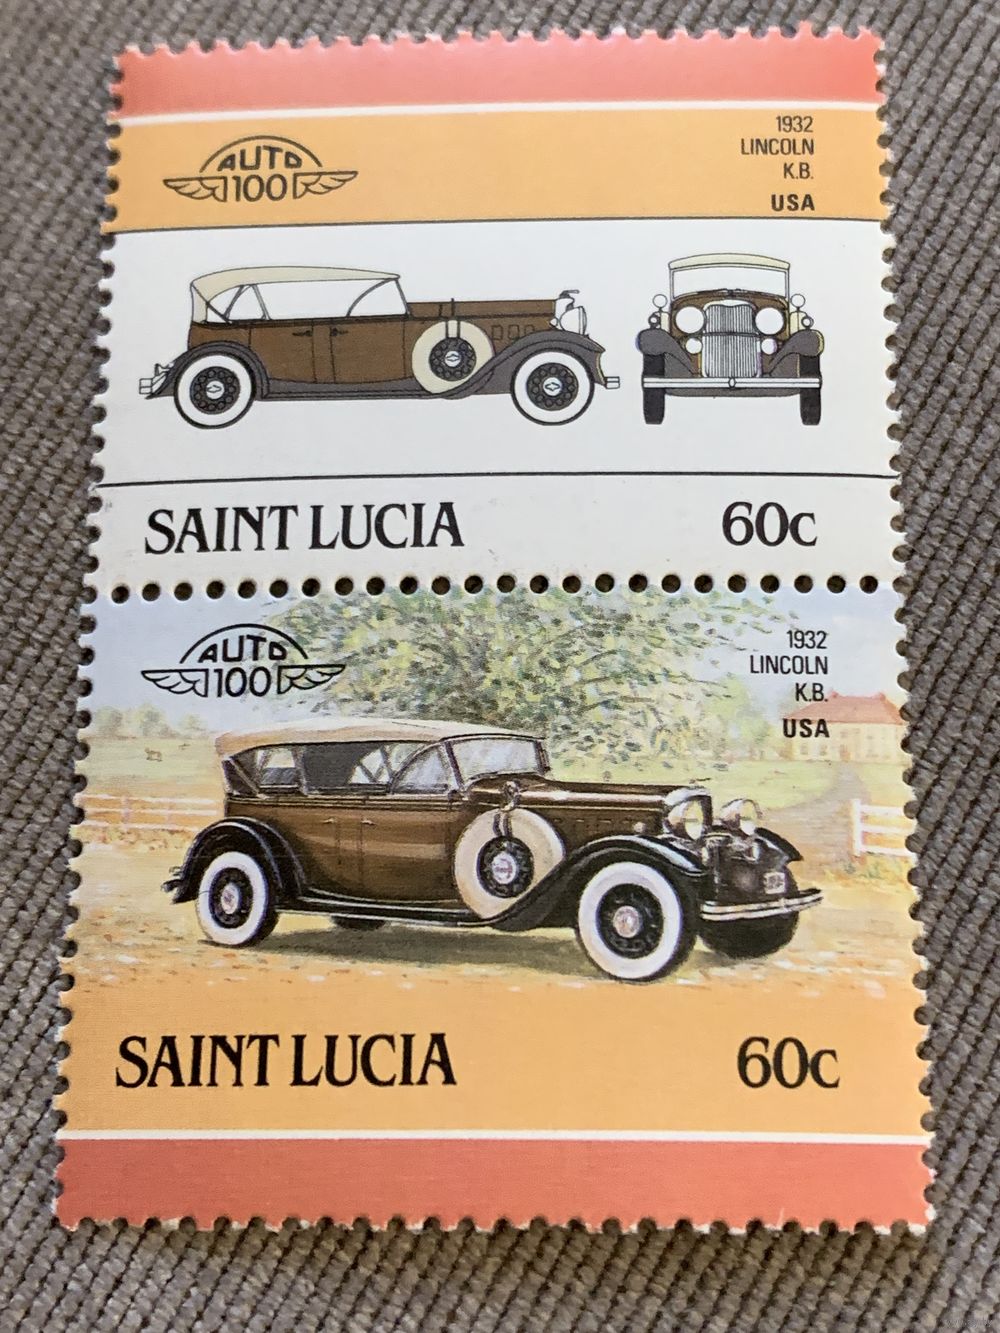 AUTO
100
1932
LINCOLN
K.B.
USA
SAINT LUCIA 60c
AUTO
100
1932
LINCOLN
K.B.
USA
SAINT LUCIA 60c